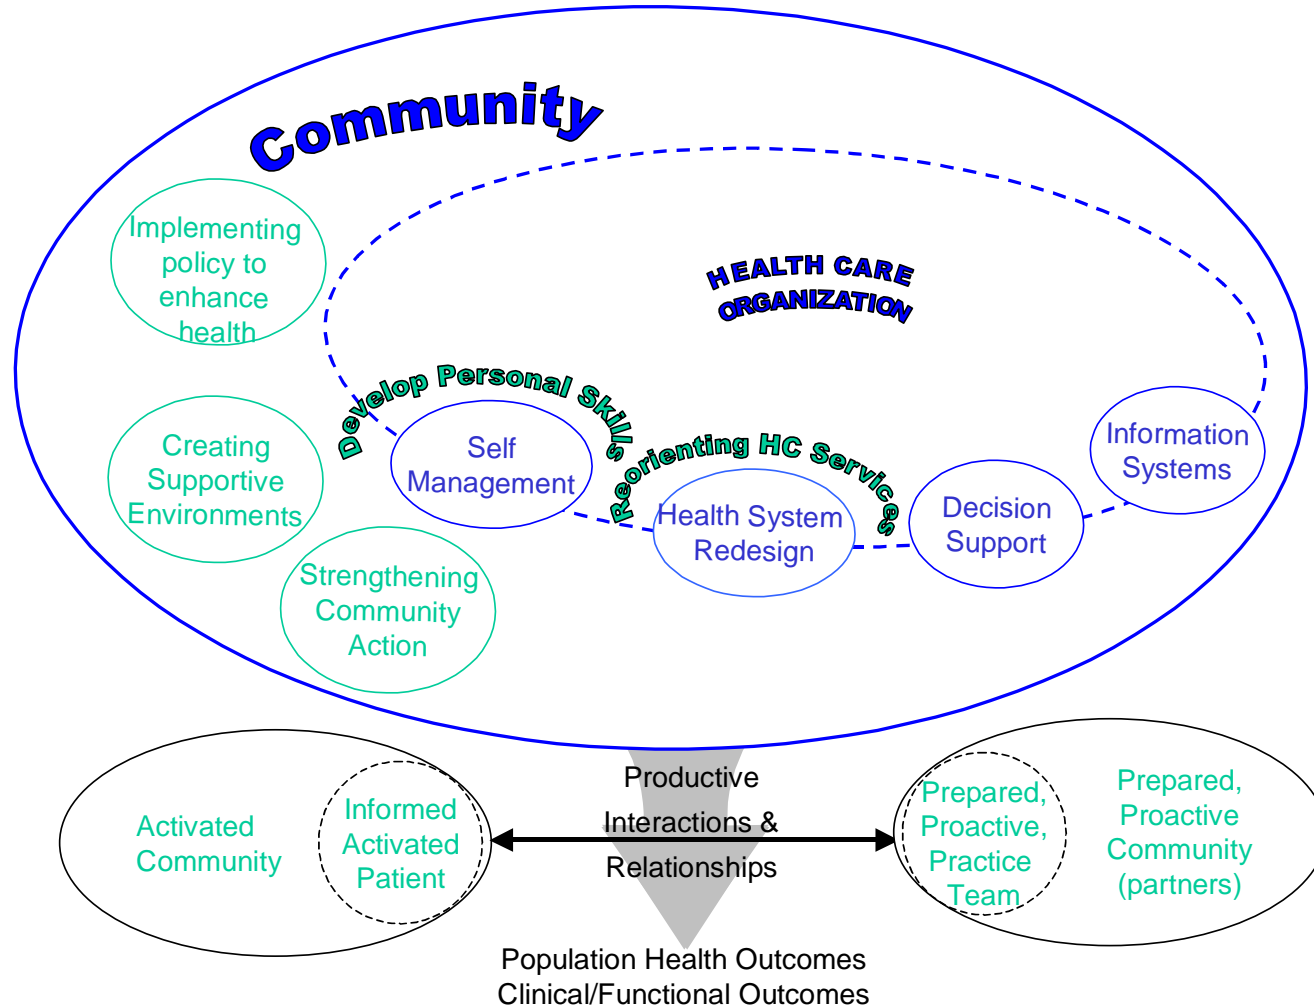 Community
Implementing
policy to
enhance
health
HEALTH CARE
ORGANIZATION
Develop Personal Skills
Self
Management
Reorienting HC Services
Health System
Redesign
Decision
Support
Information
Systems
Creating
Supportive
Environments
Strengthening
Community
Action
Activated
Community
Informed
Activated
Patient
Productive
Interactions &
Relationships
Prepared,
Proactive,
Practice
Team
Prepared,
Proactive
Community
(partners)
Population Health Outcomes
Clinical/Functional Outcomes